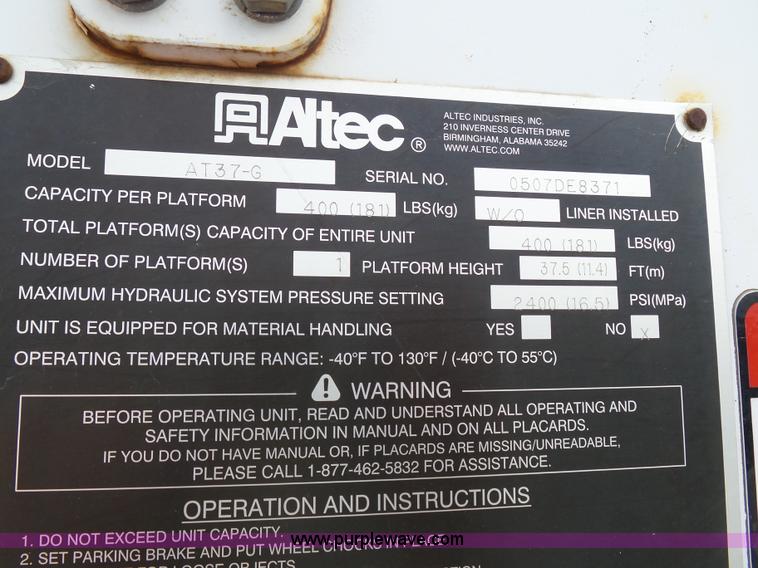 Altec ®
ALTEC INDUSTRIES, INC.
210 INVERNESS CENTER DRIVE
BIRMINGHAM, ALABAMA 35242
WWW.ALTEC.COM
MODEL AT37-G SERIAL NO. 0507DE8371
CAPACITY PER PLATFORM 400 (181) LBS(kg) W/O LINER INSTALLED
TOTAL PLATFORM(S) CAPACITY OF ENTIRE UNIT 400 (181) LBS(kg)
NUMBER OF PLATFORM(S) 1 PLATFORM HEIGHT 37.5 (11.4) FT(m)
MAXIMUM HYDRAULIC SYSTEM PRESSURE SETTING 2400 (16.5) PSI(MPa)
UNIT IS EQUIPPED FOR MATERIAL HANDLING YES NO X
OPERATING TEMPERATURE RANGE: -40°F TO 130°F / (-40°C TO 55°C)
WARNING
BEFORE OPERATING UNIT, READ AND UNDERSTAND ALL OPERATING AND
SAFETY INFORMATION IN MANUAL AND ON ALL PLACARDS.
IF YOU DO NOT HAVE MANUAL OR, IF PLACARDS ARE MISSING/UNREADABLE,
PLEASE CALL 1-877-462-5832 FOR ASSISTANCE.
OPERATION AND INSTRUCTIONS
1. DO NOT EXCEED UNIT CAPACITY.
2. SET PARKING BRAKE AND PUT WHEEL CHOCKS IN PLACE.
www.purplewave.com
FOR LOOSE OBJECTS